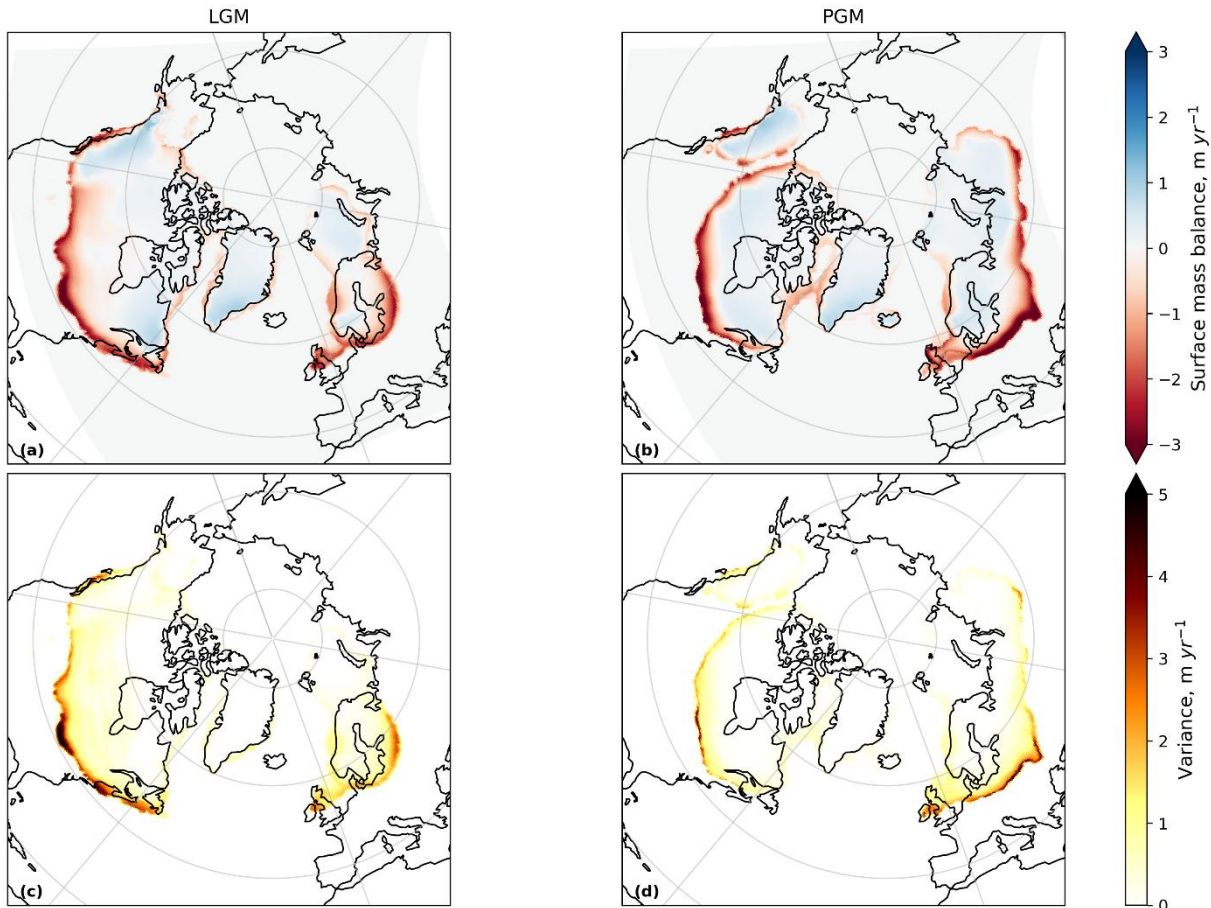 LGM
PGM
(a)
(b)
3
2
1
0
−1
−2
−3
Surface mass balance, m yr⁻¹
(c)
(d)
5
4
3
2
1
0
Variance, m yr⁻¹